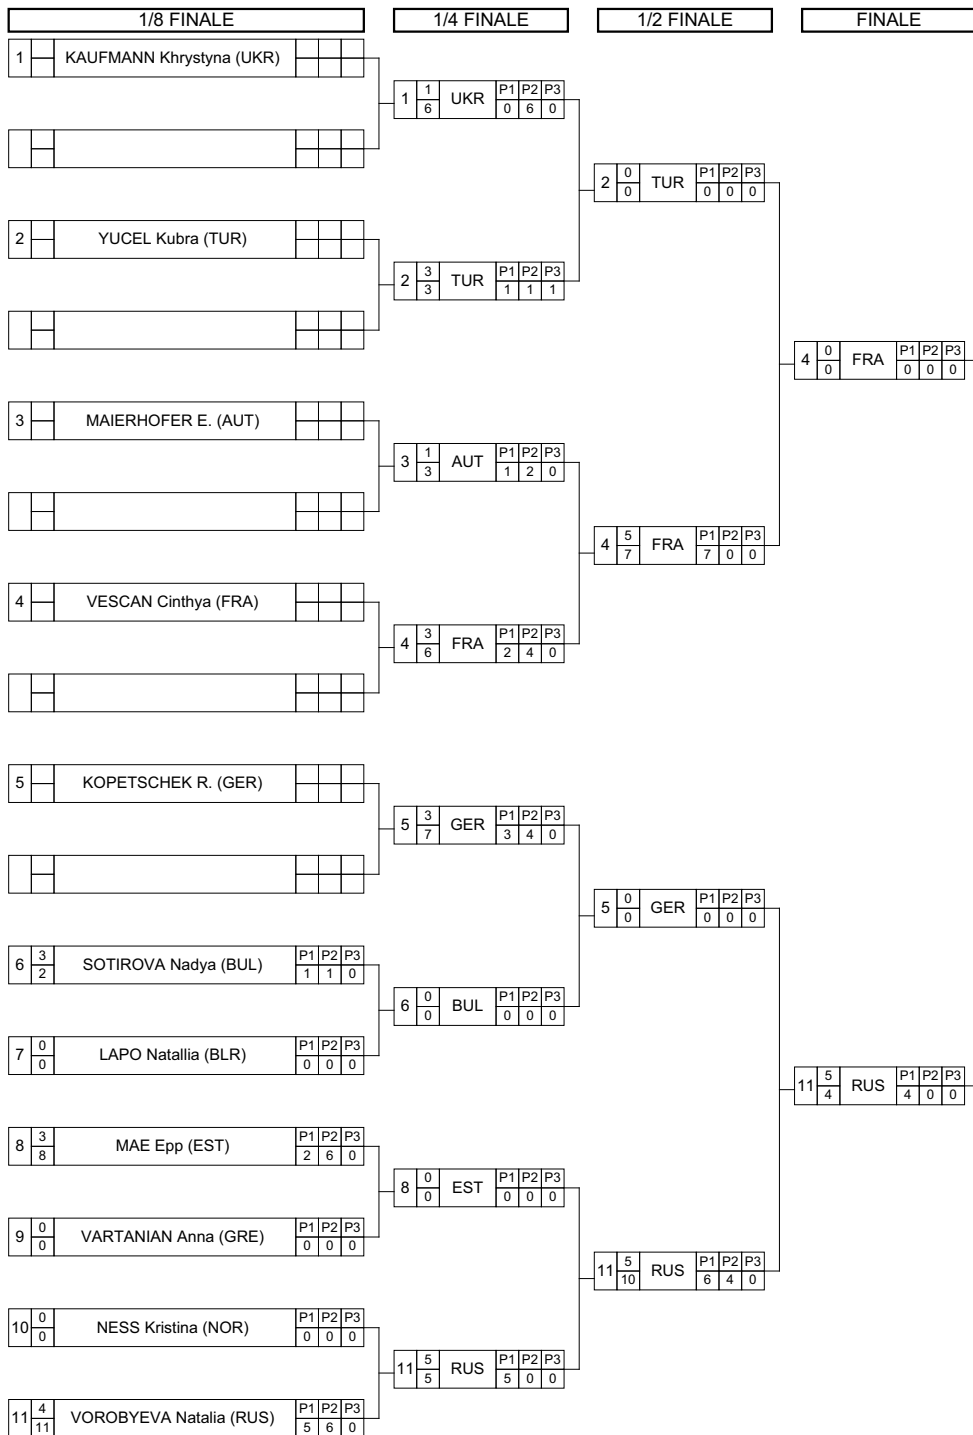 1/8 FINALE 1/4 FINALE 1/2 FINALE FINALE
1 KAUFMANN Khrystyna (UKR)
1 1 6 UKR P1 P2 P3 0 6 0
2 0 0 TUR P1 P2 P3 0 0 0
2 YUCEL Kubra (TUR)
2 3 3 TUR P1 P2 P3 1 1 1
4 0 0 FRA P1 P2 P3 0 0 0
3 MAIERHOFER E. (AUT)
3 1 3 AUT P1 P2 P3 1 2 0
4 5 7 FRA P1 P2 P3 7 0 0
4 VESCAN Cinthya (FRA)
4 3 6 FRA P1 P2 P3 2 4 0
5 KOPETSCHEK R. (GER)
5 3 7 GER P1 P2 P3 3 4 0
5 0 0 GER P1 P2 P3 0 0 0
6 3 2 SOTIROVA Nadya (BUL) P1 P2 P3 1 1 0
6 0 0 BUL P1 P2 P3 0 0 0
7 0 0 LAPO Natallia (BLR) P1 P2 P3 0 0 0
11 5 4 RUS P1 P2 P3 4 0 0
8 3 8 MAE Epp (EST) P1 P2 P3 2 6 0
8 0 0 EST P1 P2 P3 0 0 0
9 0 0 VARTANIAN Anna (GRE) P1 P2 P3 0 0 0
11 5 10 RUS P1 P2 P3 6 4 0
10 0 0 NESS Kristina (NOR) P1 P2 P3 0 0 0
11 5 5 RUS P1 P2 P3 5 0 0
11 4 11 VOROBYEVA Natalia (RUS) P1 P2 P3 5 6 0